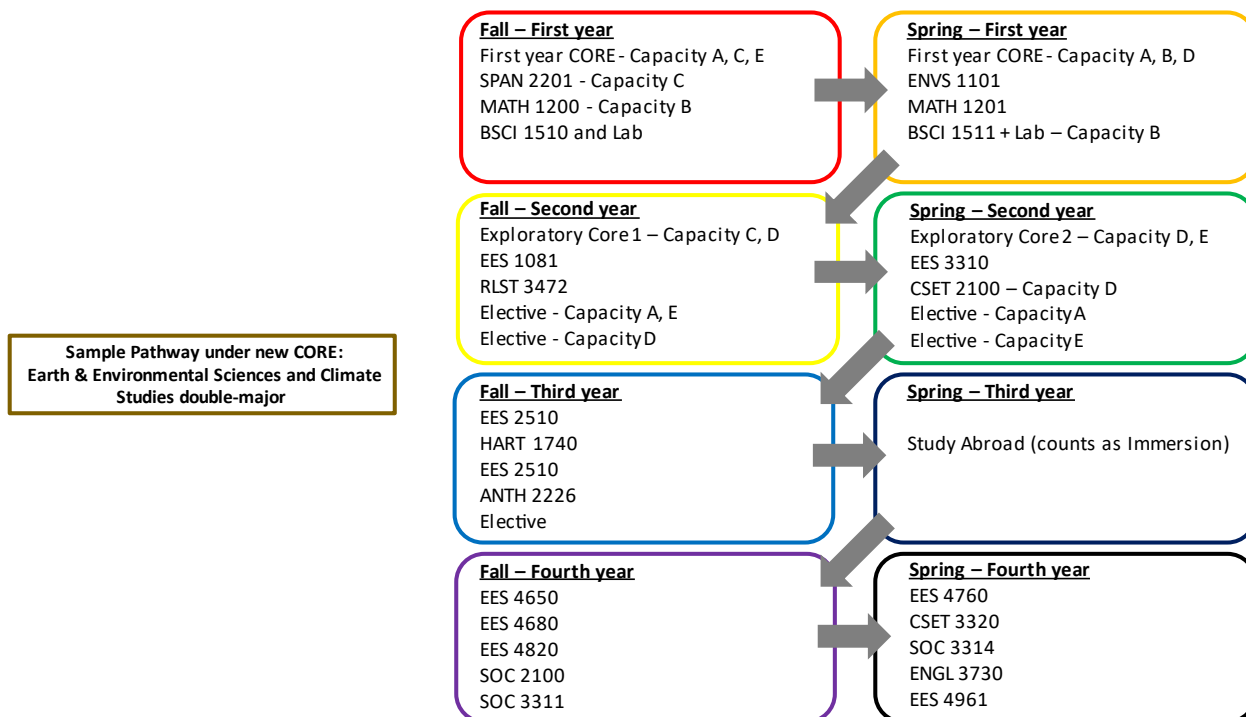 Fall – First year
First year CORE - Capacity A, C, E
SPAN 2201 - Capacity C
MATH 1200 - Capacity B
BSCI 1510 and Lab
Spring – First year
First year CORE - Capacity A, B, D
ENVS 1101
MATH 1201
BSCI 1511 + Lab – Capacity B
Fall – Second year
Exploratory Core 1 – Capacity C, D
EES 1081
RLST 3472
Elective - Capacity A, E
Elective - Capacity D
Spring – Second year
Exploratory Core 2 – Capacity D, E
EES 3310
CSET 2100 – Capacity D
Elective - Capacity A
Elective - Capacity E
Sample Pathway under new CORE:
Earth & Environmental Sciences and Climate
Studies double-major
Fall – Third year
EES 2510
HART 1740
EES 2510
ANTH 2226
Elective
Spring – Third year
Study Abroad (counts as Immersion)
Fall – Fourth year
EES 4650
EES 4680
EES 4820
SOC 2100
SOC 3311
Spring – Fourth year
EES 4760
CSET 3320
SOC 3314
ENGL 3730
EES 4961